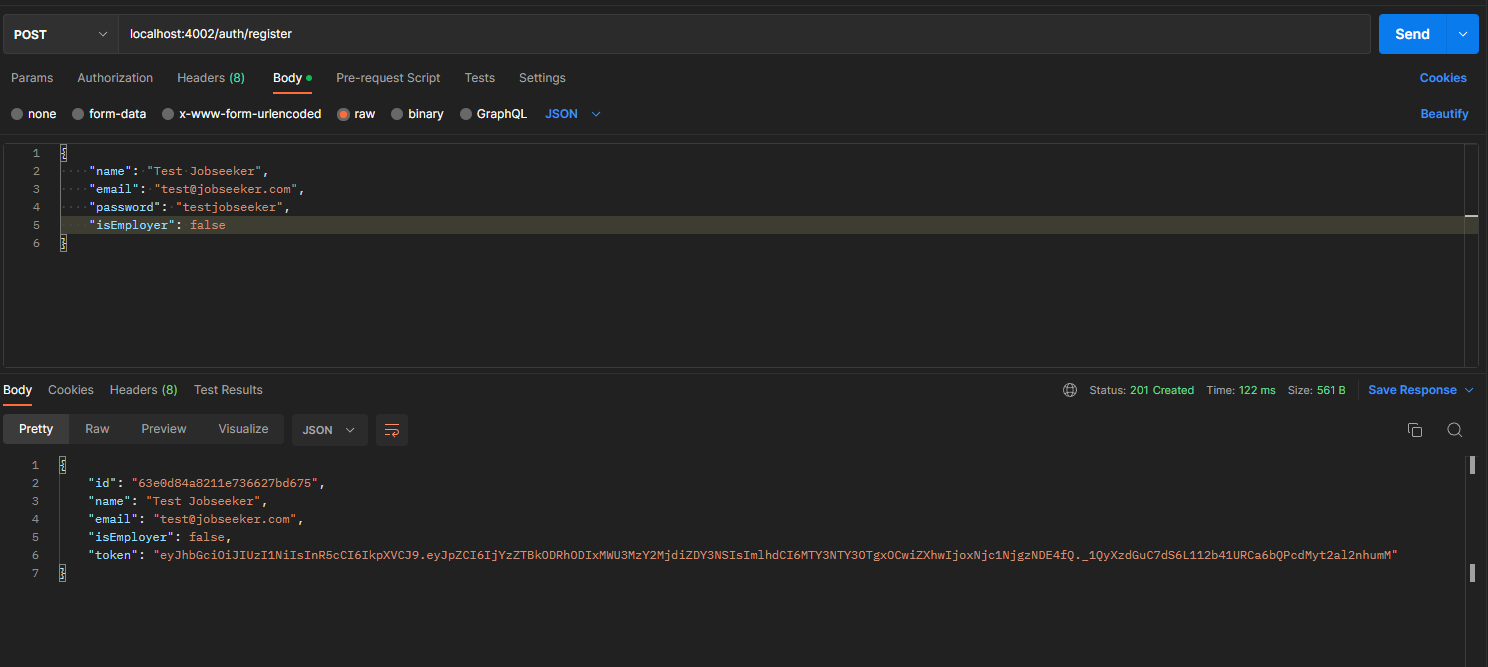 POST localhost:4002/auth/register Send
Params Authorization Headers (8) Body Pre-request Script Tests Settings Cookies
none form-data x-www-form-urlencoded raw binary GraphQL JSON Beautify
1 {
2 "name": "Test Jobseeker",
3 "email": "test@jobseeker.com",
4 "password": "testjobseeker",
5 "isEmployer": false
6 }
Body Cookies Headers (8) Test Results Status: 201 Created Time: 122 ms Size: 561 B Save Response
Pretty Raw Preview Visualize JSON
1 {
2 "id": "63e0d84a8211e736627bd675",
3 "name": "Test Jobseeker",
4 "email": "test@jobseeker.com",
5 "isEmployer": false,
6 "token": "eyJhbGciOiJIUzI1NiIsInR5cCI6IkpXVCJ9.eyJpZCI6IjYzZTBkODRhODIxMWU3MzY2MjdiZDY3NSIsImlhdCI6MTY3NTY3OTgxOCwiZXhwIjoxNjc1NjgzNDE4fQ._1QyXzdGuC7dS6L112b41URCa6bQPcdMyt2al2nhumM"
7 }